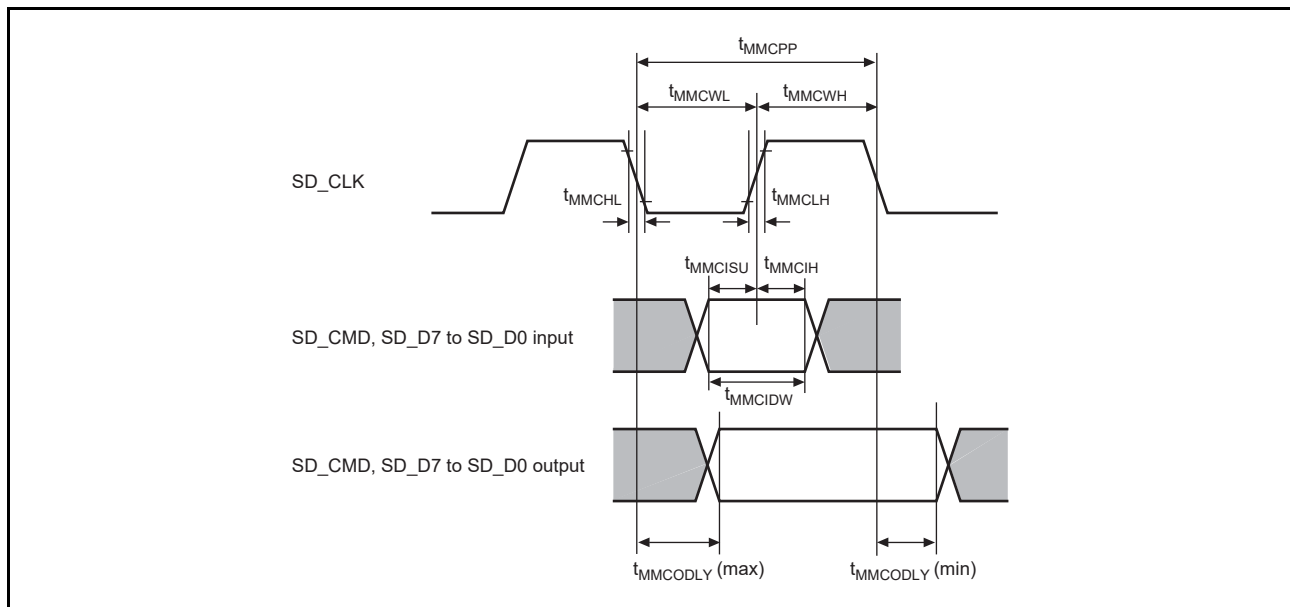 tMMCPP
tMMCWL tMMCWH
SD_CLK
tMMCHL tMMCLH
tMMCISU tMMCIH
SD_CMD, SD_D7 to SD_D0 input
tMMCIDW
SD_CMD, SD_D7 to SD_D0 output
tMMCODLY (max) tMMCODLY (min)